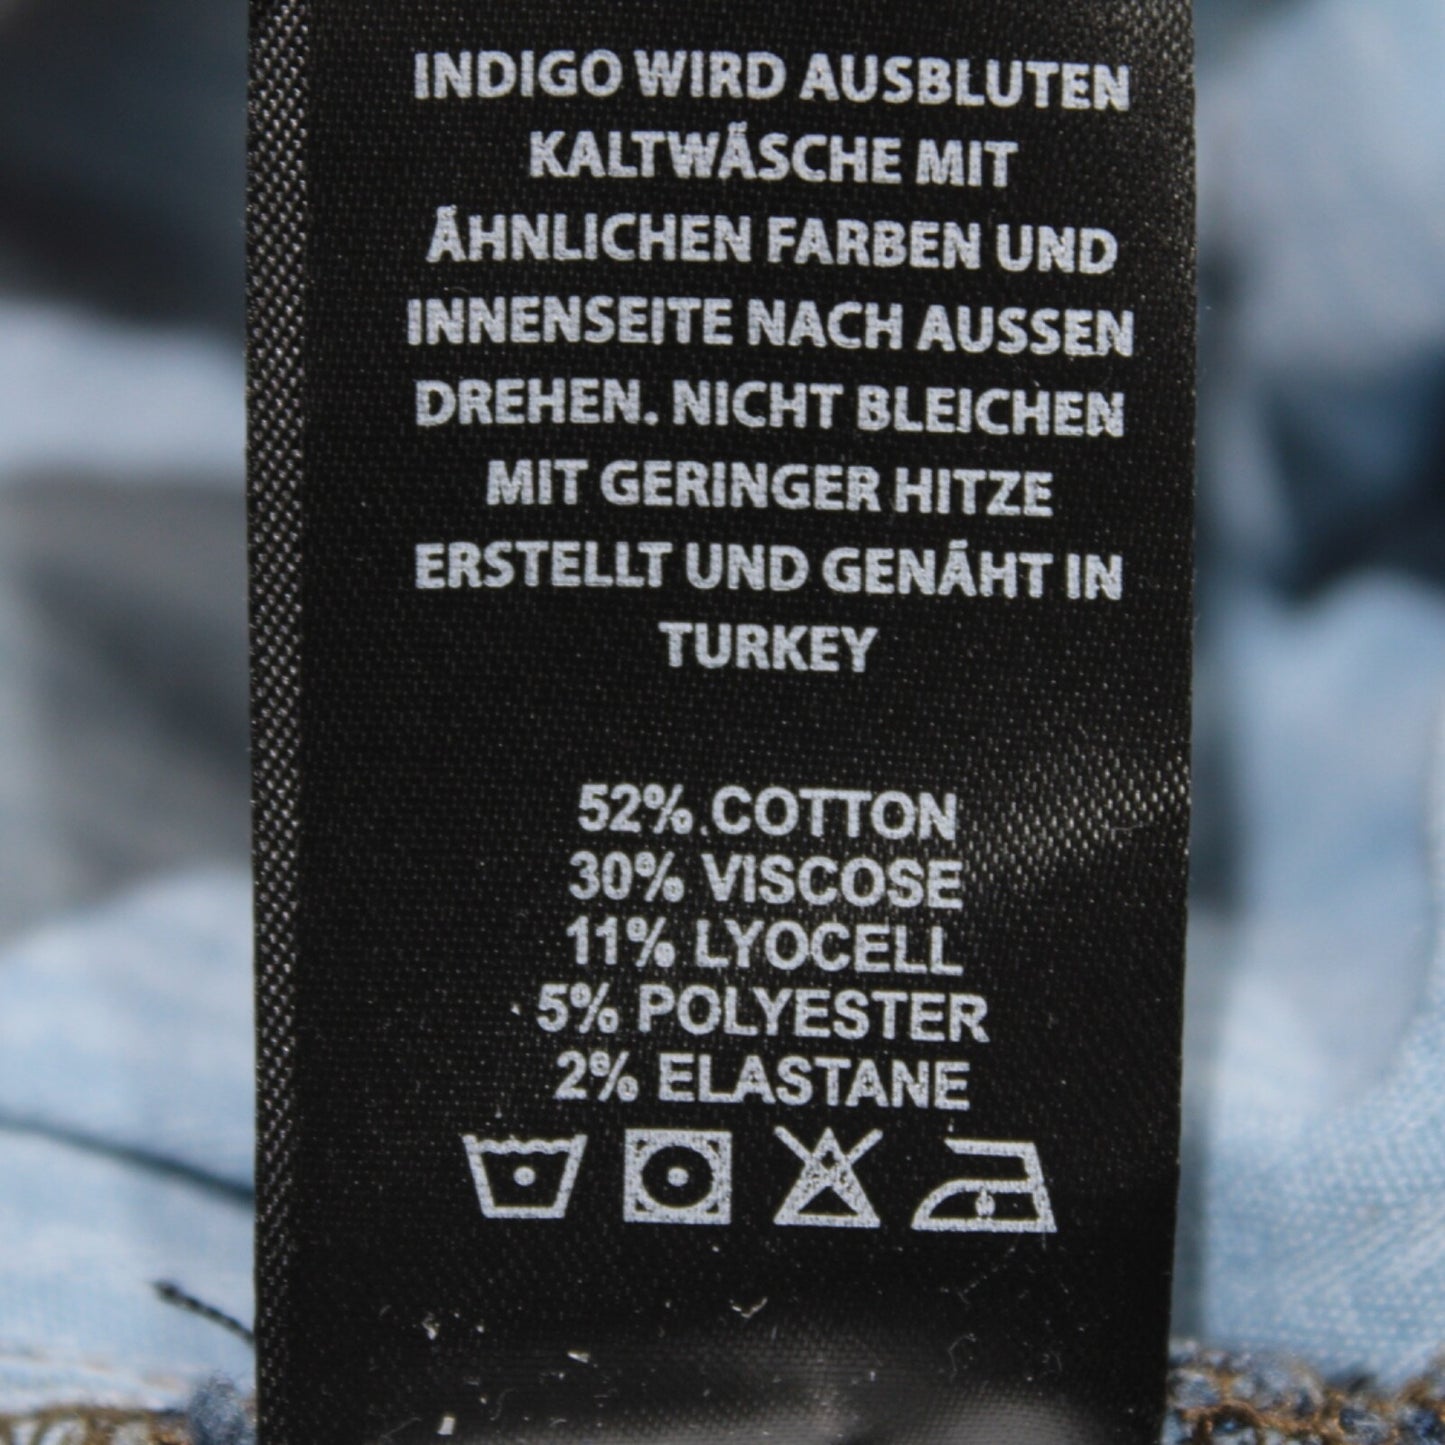 INDIGO WIRD AUSBLUTEN
KALTWÄSCHE MIT
ÄHNLICHEN FARBEN UND
INNENSEITE NACH AUSSEN
DREHEN. NICHT BLEICHEN
MIT GERINGER HITZE
ERSTELLT UND GENÄHT IN
TURKEY
52% COTTON
30% VISCOSE
11% LYOCELL
5% POLYESTER
2% ELASTANE